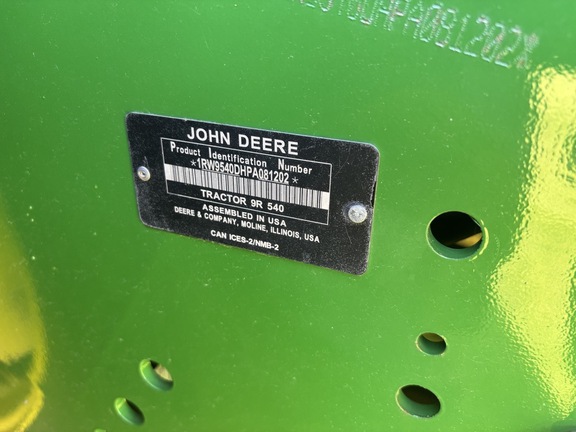 JOHN DEERE
Product Identification Number
*1RW9540DHPA081202*
TRACTOR 9R 540
ASSEMBLED IN USA
DEERE & COMPANY, MOLINE, ILLINOIS, USA
CAN ICES-2/NMB-2